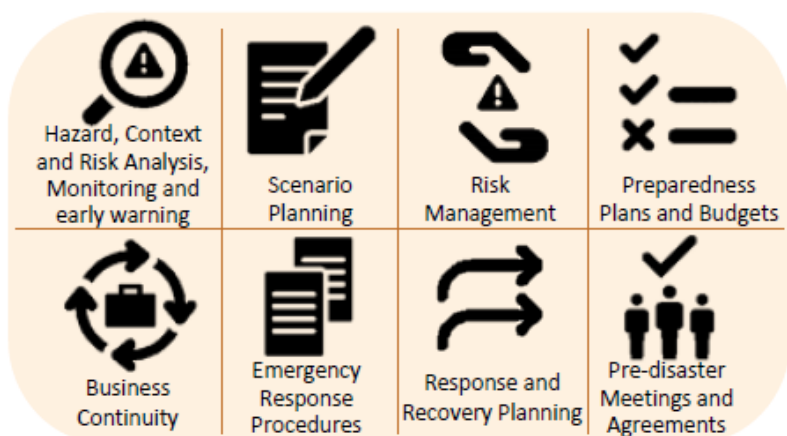 Hazard, Context
and Risk Analysis,
Monitoring and
early warning
Scenario
Planning
Risk
Management
Preparedness
Plans and Budgets
Business
Continuity
Emergency
Response
Procedures
Response and
Recovery Planning
Pre-disaster
Meetings and
Agreements